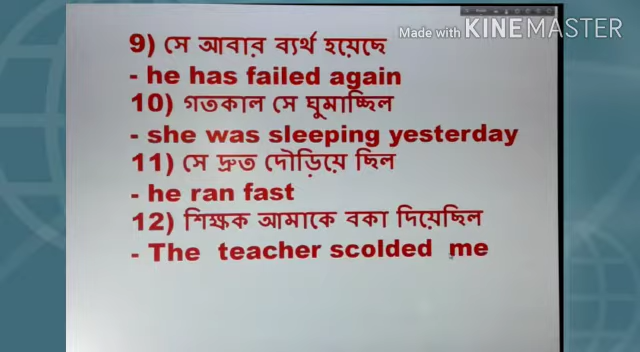 Made with KINEMASTER
9) সে আবার ব্যর্থ হয়েছে
- he has failed again
10) গতকাল সে ঘুমাচ্ছিল
- she was sleeping yesterday
11) সে দ্রুত দৌড়িয়ে ছিল
- he ran fast
12) শিক্ষক আমাকে বকা দিয়েছিল
- The teacher scolded me